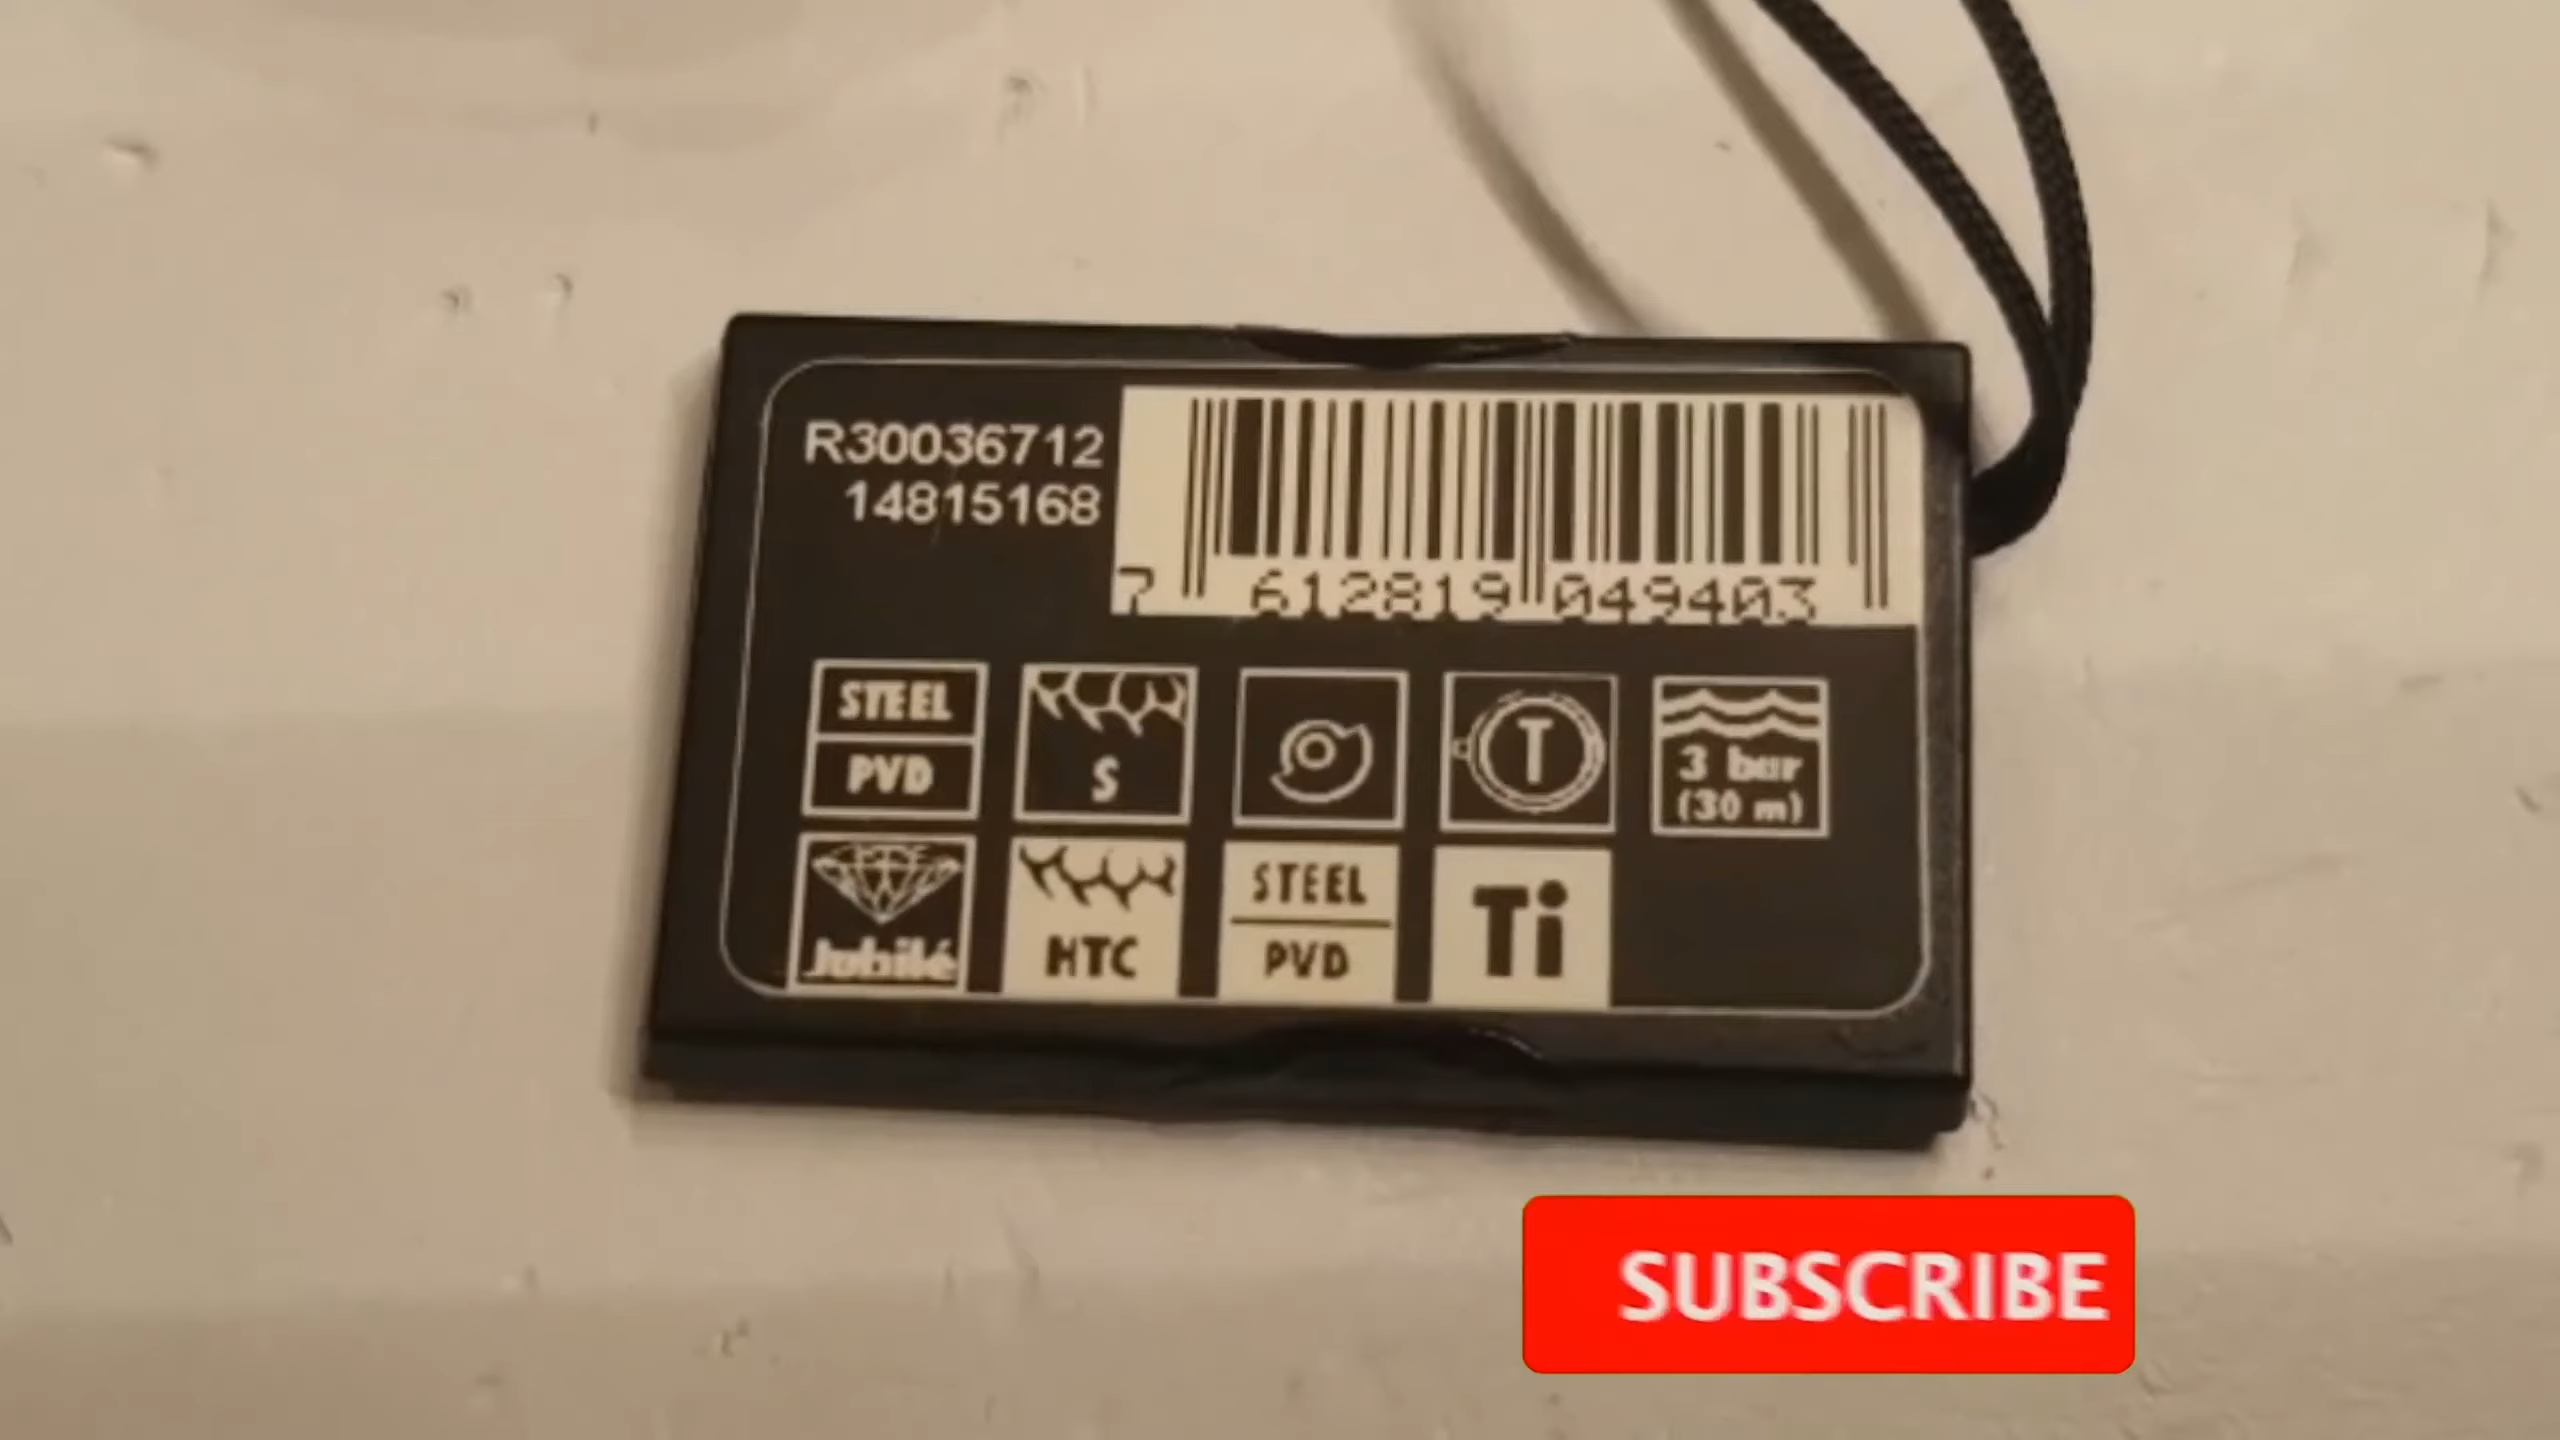 R30036712
14815168
7 612819 049403
STEEL
PVD
S
T
3 bar
(30 m)
Jubilé
HTC
STEEL
PVD
Ti
SUBSCRIBE